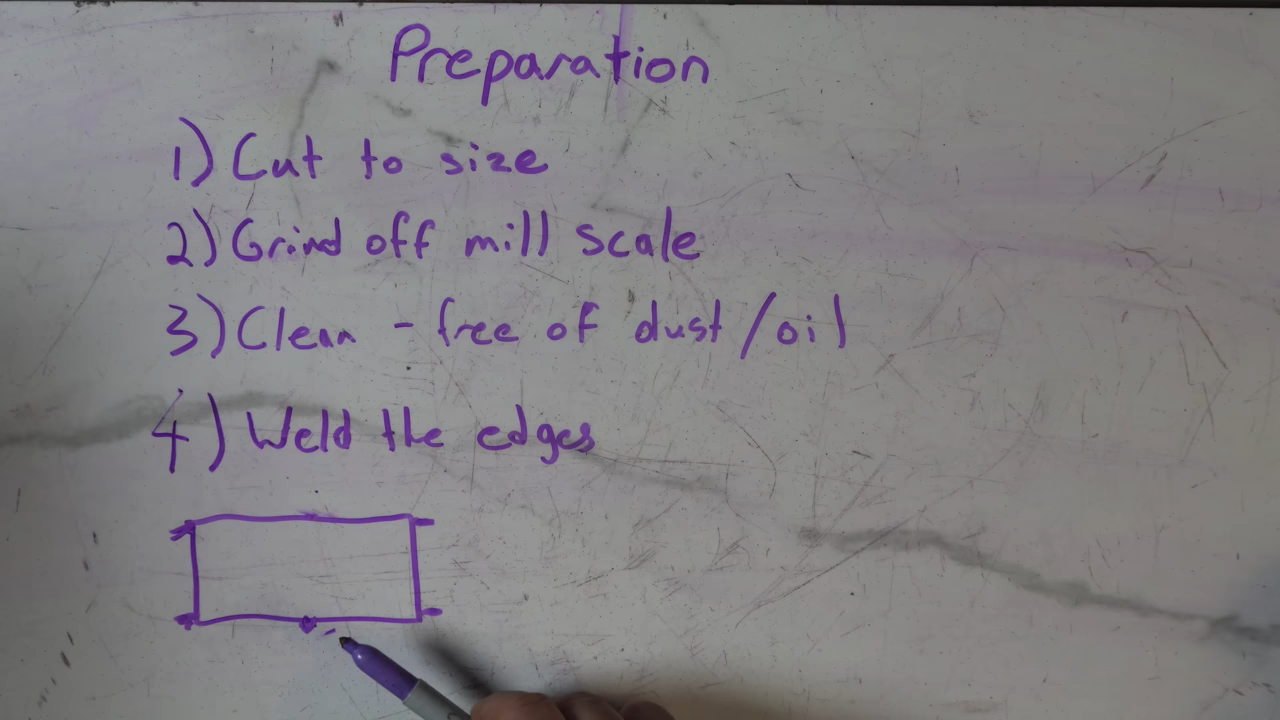 Preparation
1) Cut to size
2) Grind off mill scale
3) Clean - free of dust/oil
4) Weld the edges